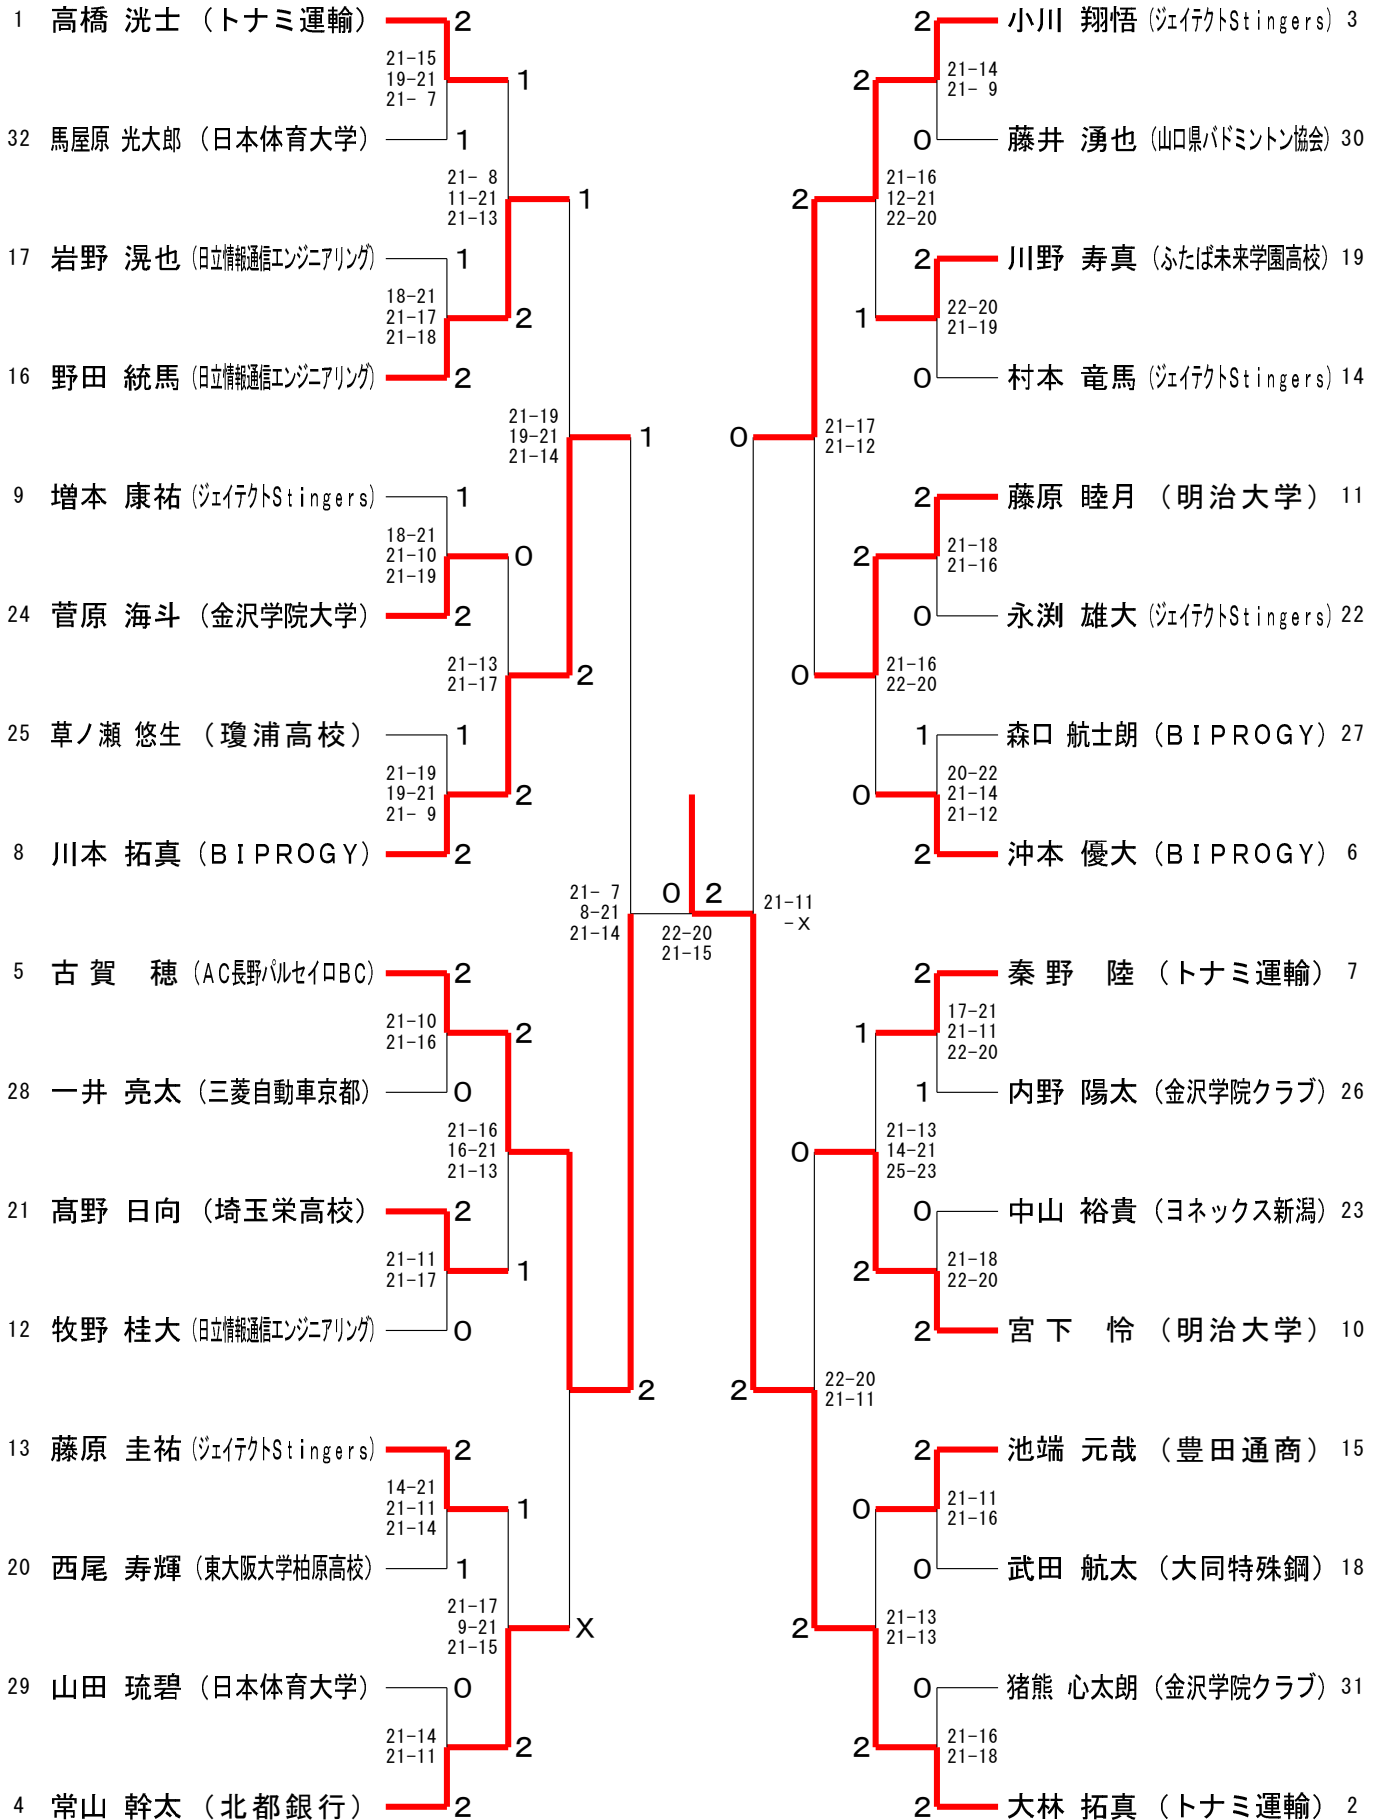 1 高橋 洸士 （トナミ運輸） 2
21-15
19-21
21- 7
1
32 馬屋原 光大郎 （日本体育大学） 1
21- 8
11-21
21-13
1
17 岩野 滉也 （日立情報通信エンジニアリング） 1
18-21
21-17
21-18
2
16 野田 統馬 （日立情報通信エンジニアリング） 2
21-19
19-21
21-14
1
9 増本 康祐 （ジェイテクトStingers） 1
18-21
21-10
21-19
0
24 菅原 海斗 （金沢学院大学） 2
21-13
21-17
2
25 草ノ瀬 悠生 （瓊浦高校） 1
21-19
19-21
21- 9
2
8 川本 拓真 （BIPROGY） 2
21- 7
8-21
21-14
5 古賀 穂 （AC長野パルセイロBC） 2
21-10
21-16
2
28 一井 亮太 （三菱自動車京都） 0
21-16
16-21
21-13
21 髙野 日向 （埼玉栄高校） 2
21-11
21-17
1
12 牧野 桂大 （日立情報通信エンジニアリング） 0
2
13 藤原 圭祐 （ジェイテクトStingers） 2
14-21
21-11
21-14
1
20 西尾 寿輝 （東大阪大学柏原高校） 1
21-17
9-21
21-15
X
29 山田 琉碧 （日本体育大学） 0
21-14
21-11
2
4 常山 幹太 （北都銀行） 2
0 2
22-20
21-15
2 小川 翔悟 （ジェイテクトStingers） 3
2
21-14
21- 9
0 藤井 湧也 （山口県バドミントン協会） 30
2
21-16
12-21
22-20
2 川野 寿真 （ふたば未来学園高校） 19
1
22-20
21-19
0 村本 竜馬 （ジェイテクトStingers） 14
0
21-17
21-12
2 藤原 睦月 （明治大学） 11
2
21-18
21-16
0 永渕 雄大 （ジェイテクトStingers） 22
0
21-16
22-20
1 森口 航士朗 （BIPROGY） 27
0
20-22
21-14
21-12
2 沖本 優大 （BIPROGY） 6
21-11
-X
2 秦野 陸 （トナミ運輸） 7
1
17-21
21-11
22-20
1 内野 陽太 （金沢学院クラブ） 26
0
21-13
14-21
25-23
0 中山 裕貴 （ヨネックス新潟） 23
2
21-18
22-20
2 宮下 怜 （明治大学） 10
2
22-20
21-11
2 池端 元哉 （豊田通商） 15
0
21-11
21-16
0 武田 航太 （大同特殊鋼） 18
2
21-13
21-13
0 猪熊 心太朗 （金沢学院クラブ） 31
2
21-16
21-18
2 大林 拓真 （トナミ運輸） 2